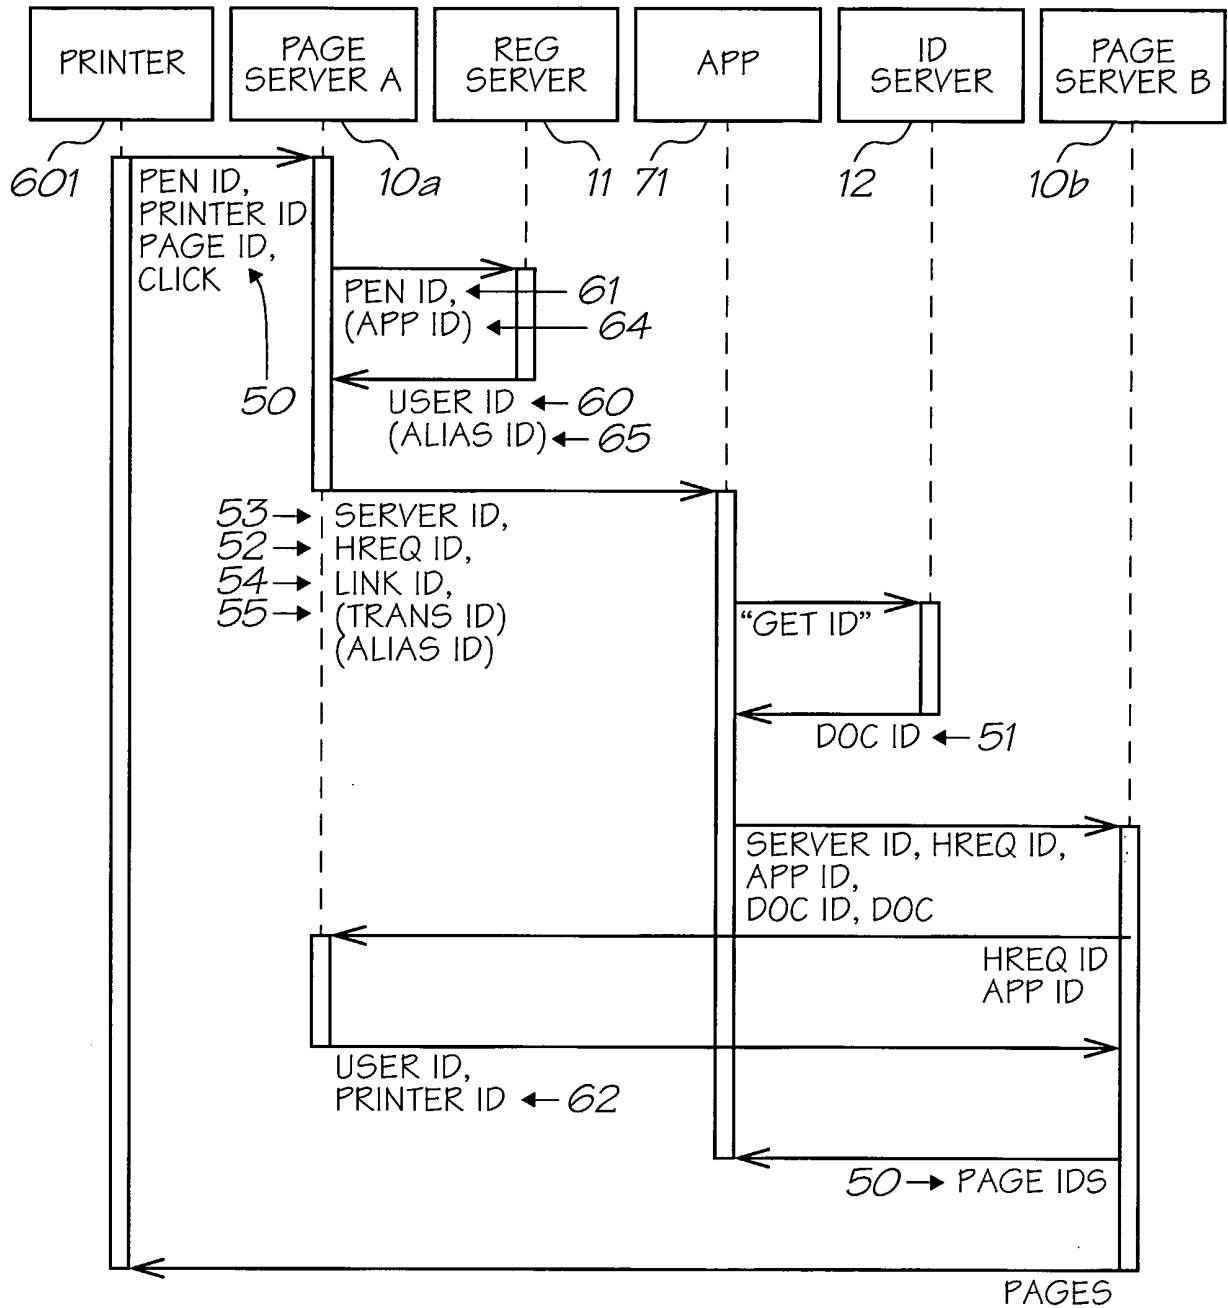 PRINTER
PAGE
SERVER A
REG
SERVER
APP
ID
SERVER
PAGE
SERVER B
601
10a
11
71
12
10b
PEN ID,
PRINTER ID
PAGE ID,
CLICK
50
PEN ID, 61
(APP ID) 64
USER ID 60
(ALIAS ID) 65
53 SERVER ID,
52 HREQ ID,
54 LINK ID,
55 (TRANS ID)
(ALIAS ID)
“GET ID”
DOC ID 51
SERVER ID, HREQ ID,
APP ID,
DOC ID, DOC
HREQ ID
APP ID
USER ID,
PRINTER ID 62
50 PAGE IDS
PAGES